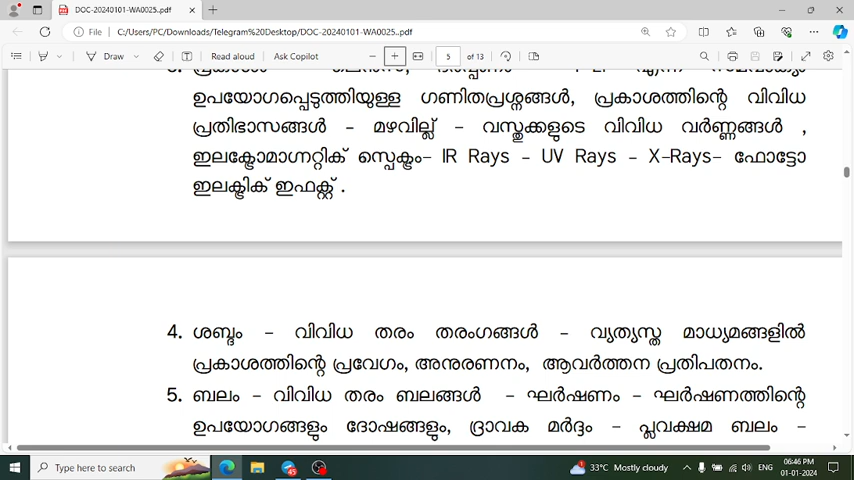 DOC-20240101-WA0025.pdf
File C:/Users/PC/Downloads/Telegram%20Desktop/DOC-20240101-WA0025.pdf
Draw Read aloud Ask Copilot 5 of 13
എന്ന സമവാക്യം
ഉപയോഗപ്പെടുത്തിയുള്ള ഗണിതപ്രശ്നങ്ങൾ, പ്രകാശത്തിന്റെ വിവിധ
പ്രതിഭാസങ്ങൾ - മഴവില്ല് - വസ്തുക്കളുടെ വിവിധ വർണ്ണങ്ങൾ ,
ഇലക്ട്രോമാഗ്നറ്റിക് സ്പെക്ട്രം- IR Rays - UV Rays - X-Rays- ഫോട്ടോ
ഇലക്ട്രിക് ഇഫക്റ്റ് .
4. ശബ്ദം - വിവിധ തരം തരംഗങ്ങൾ - വ്യത്യസ്ത മാധ്യമങ്ങളിൽ
പ്രകാശത്തിന്റെ പ്രവേഗം, അനുരണനം, ആവർത്തന പ്രതിപതനം.
5. ബലം - വിവിധ തരം ബലങ്ങൾ - ഘർഷണം - ഘർഷണത്തിന്റെ
ഉപയോഗങ്ങളും ദോഷങ്ങളും, ദ്രാവക മർദ്ദം - പ്ലവക്ഷമ ബലം -
Type here to search 45 33°C Mostly cloudy ENG 06:46 PM
01-01-2024